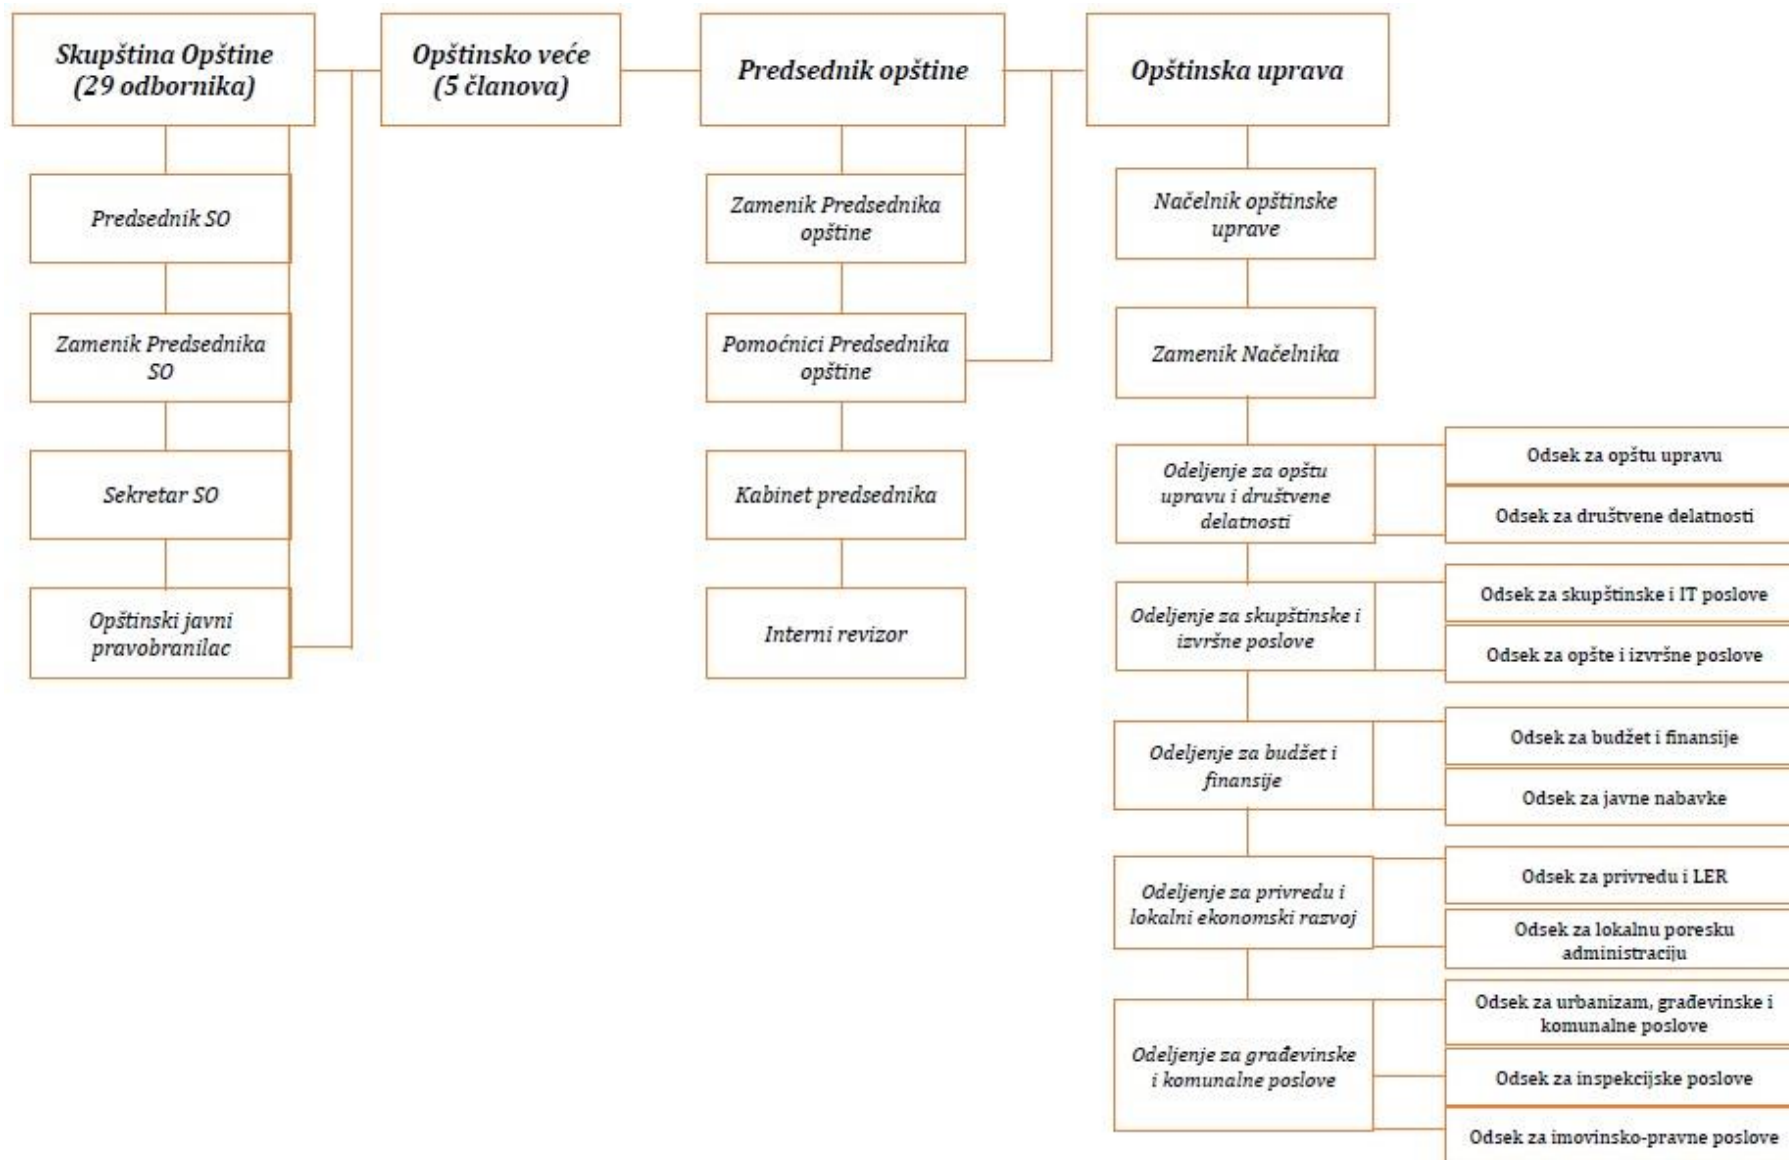 Skupština Opštine
(29 odbornika)
Opštinsko veće
(5 članova)
Predsednik opštine
Opštinska uprava
Predsednik SO
Zamenik Predsednika
SO
Sekretar SO
Opštinski javni
pravobranilac
Zamenik Predsednika
opštine
Pomoćnici Predsednika
opštine
Kabinet predsednika
Interni revizor
Načelnik opštinske
uprave
Zamenik Načelnika
Odeljenje za opštu
upravu i društvene
delatnosti
Odsek za opštu upravu
Odsek za društvene delatnosti
Odeljenje za skupštinske i
izvršne poslove
Odsek za skupštinske i IT poslove
Odsek za opšte i izvršne poslove
Odeljenje za budžet i
finansije
Odsek za budžet i finansije
Odsek za javne nabavke
Odeljenje za privredu i
lokalni ekonomski razvoj
Odsek za privredu i LER
Odsek za lokalnu poresku
administraciju
Odeljenje za građevinske
i komunalne poslove
Odsek za urbanizam, građevinske i
komunalne poslove
Odsek za inspekcijske poslove
Odsek za imovinsko-pravne poslove